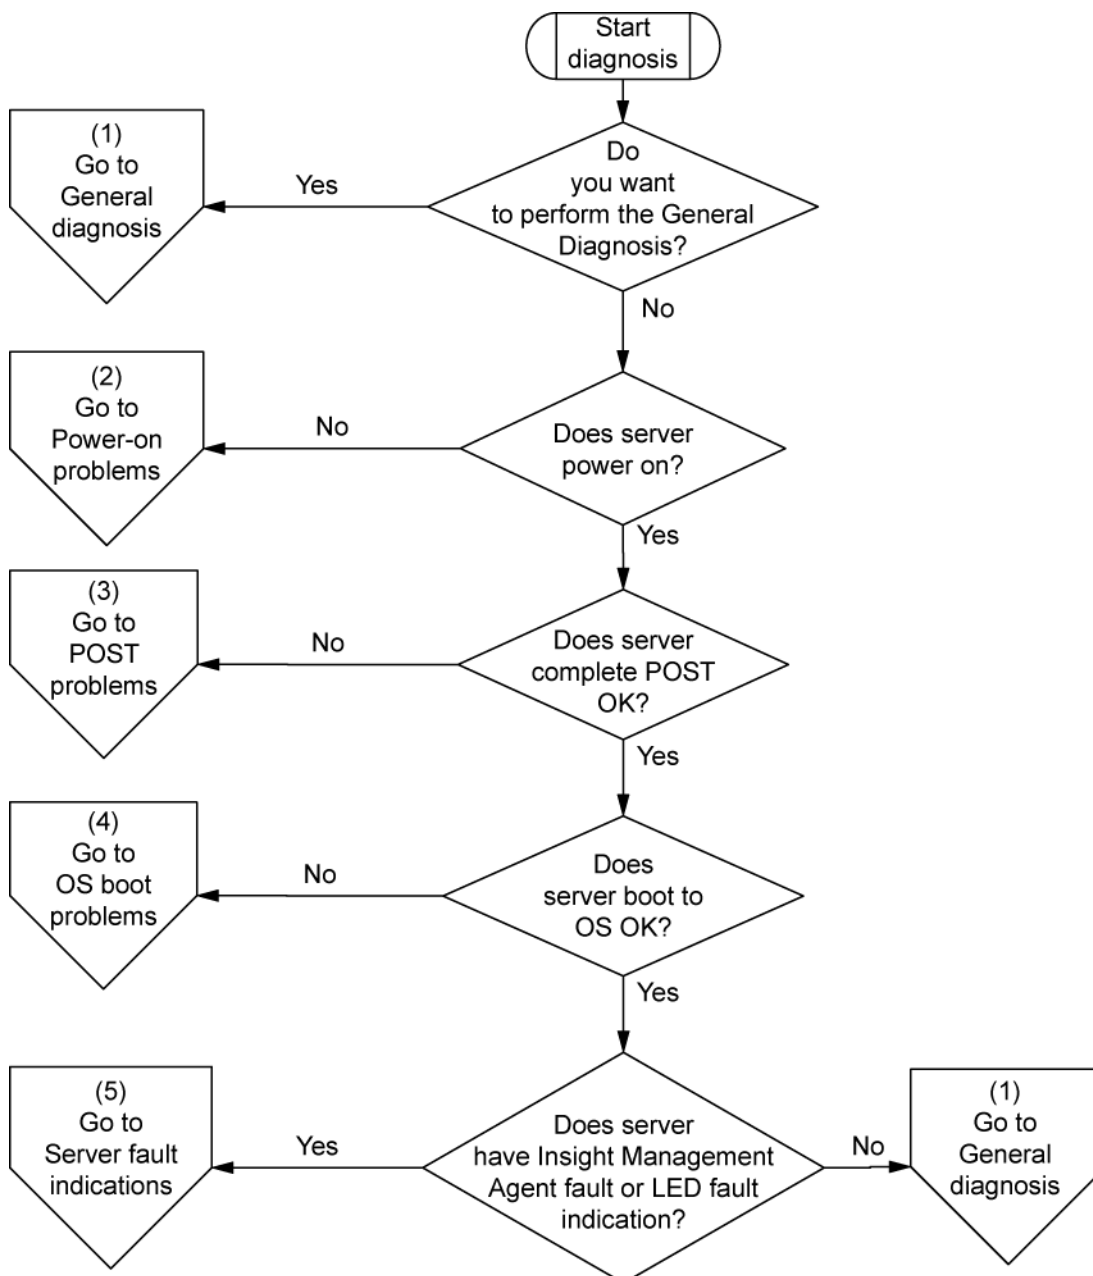 Start
diagnosis
Do
you want
to perform the General
Diagnosis?
Yes
(1)
Go to
General
diagnosis
No
Does server
power on?
No
(2)
Go to
Power-on
problems
Yes
Does server
complete POST
OK?
No
(3)
Go to
POST
problems
Yes
Does
server boot to
OS OK?
No
(4)
Go to
OS boot
problems
Yes
Does server
have Insight Management
Agent fault or LED fault
indication?
Yes
(5)
Go to
Server fault
indications
No
(1)
Go to
General
diagnosis